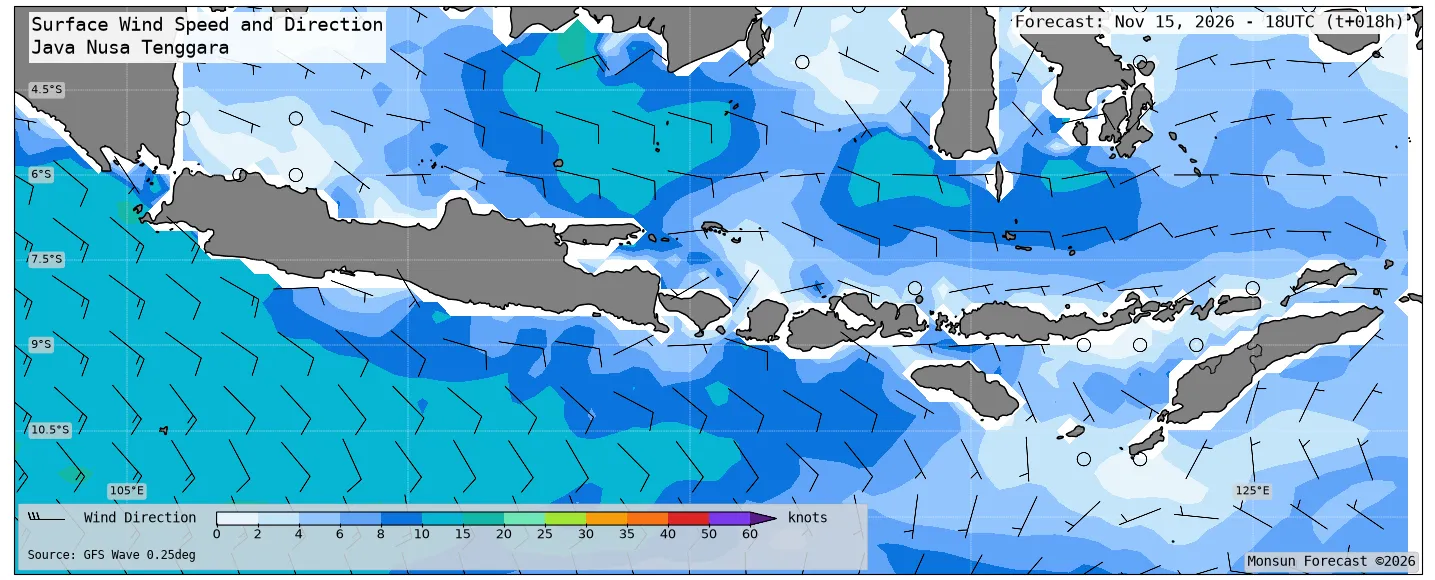 Surface Wind Speed and Direction
Java Nusa Tenggara
Forecast: Nov 15, 2026 - 18UTC (t+018h)
4.5°S
6°S
7.5°S
9°S
10.5°S
105°E
125°E
Wind Direction
0 2 4 6 8 10 15 20 25 30 35 40 50 60
knots
Source: GFS Wave 0.25deg
Monsun Forecast ©2026